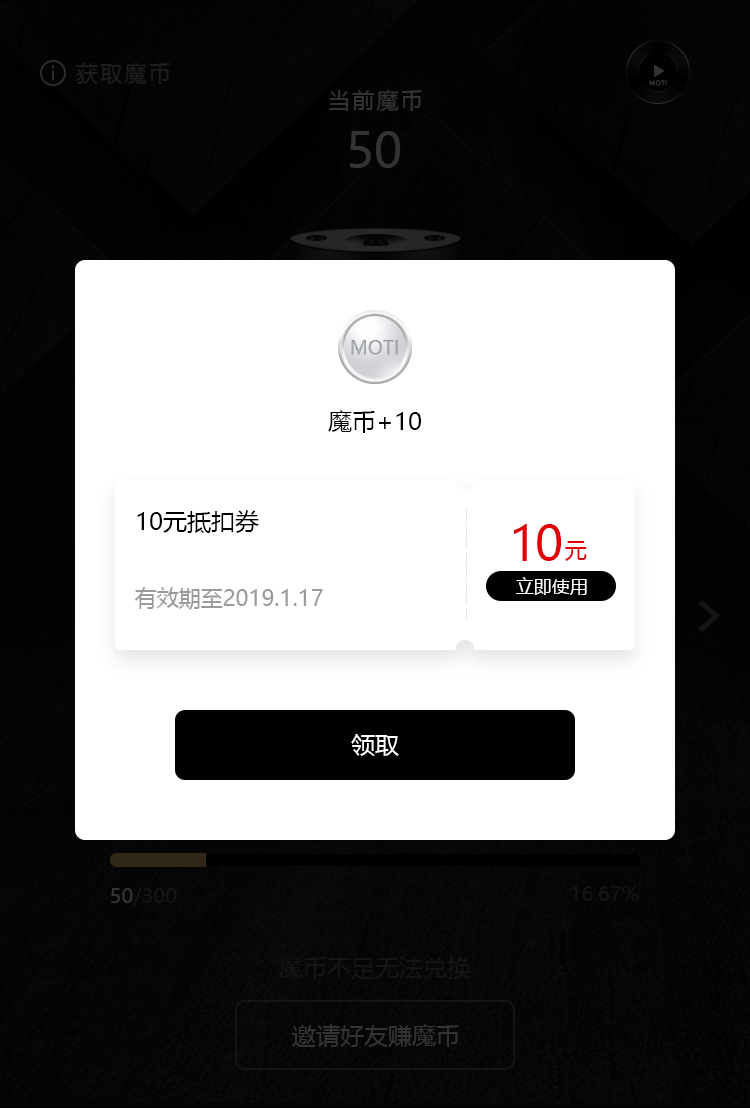 获取魔币
MOTI
当前魔币
50
MOTI
魔币+10
10元抵扣券
10元
有效期至2019.1.17
立即使用
领取
50/300
16.67%
魔币不足无法兑换
邀请好友赚魔币